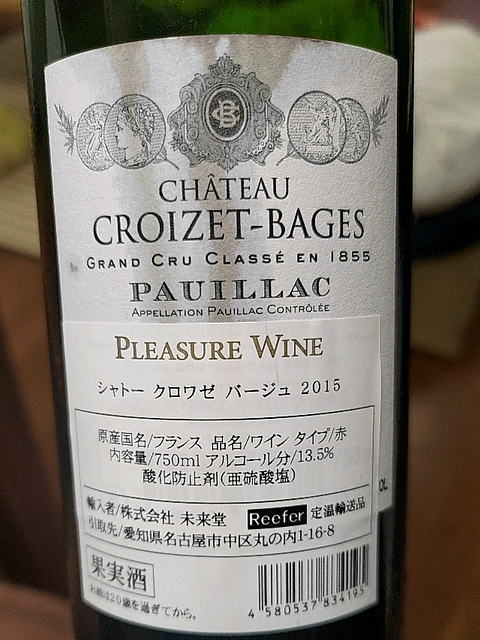 CHÂTEAU
CROIZET-BAGES
GRAND CRU CLASSÉ EN 1855
PAUILLAC
APPELLATION PAUILLAC CONTRÔLÉE
PLEASURE WINE
シャトー クロワゼ バージュ 2015
原産国名/フランス 品名/ワイン タイプ/赤
内容量/750ml アルコール分/13.5%
酸化防止剤(亜硫酸塩)
輸入者/株式会社 未来堂 Reefer 定温輸送品
引取先/愛知県名古屋市中区丸の内1-16-8
果実酒
お酒は20歳を過ぎてから。
4 580537 834195
OL